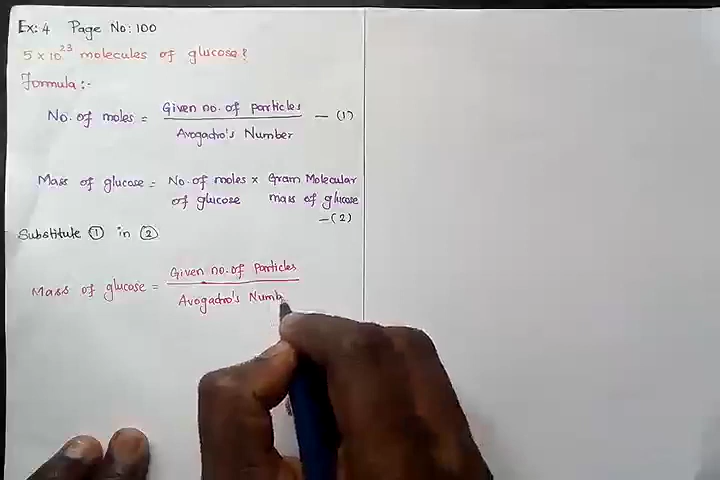 Ex: 4 Page No: 100
5 x 10²³ molecules of glucose?
Formula:-
No. of moles = Given no. of particles / Avogadro's Number — (1)
Mass of glucose = No. of moles x Gram Molecular
of glucose mass of glucose
—(2)
Substitute ① in ②
Mass of glucose = Given no. of Particles / Avogadro's Numb